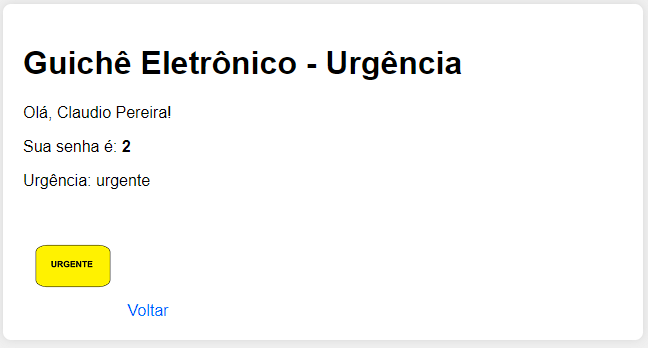 Guichê Eletrônico - Urgência
Olá, Claudio Pereira!
Sua senha é: 2
Urgência: urgente
URGENTE
Voltar